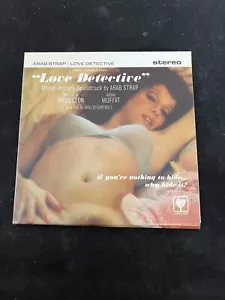 ARAB STRAP - LOVE DETECTIVE
stereo
"Love Detective"
Motion Picture Soundtrack by ARAB STRAP
MIDDLETON MOFFAT
if you've nothing to hide...
why hide it?